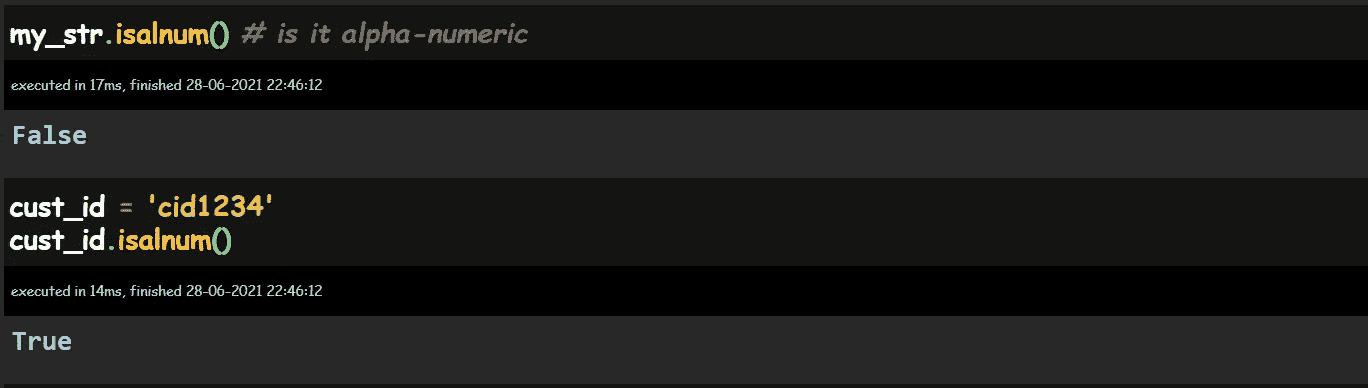 my_str.isalnum() # is it alpha-numeric
executed in 17ms, finished 28-06-2021 22:46:12
False
cust_id = 'cid1234'
cust_id.isalnum()
executed in 14ms, finished 28-06-2021 22:46:12
True